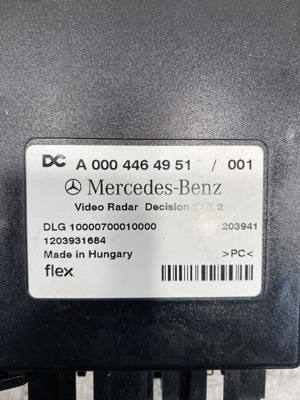 DC A 000 446 49 51 / 001
Mercedes-Benz
Video Radar Decision 2
DLG 10000700010000 203941
1203931684
Made in Hungary >PC<
flex